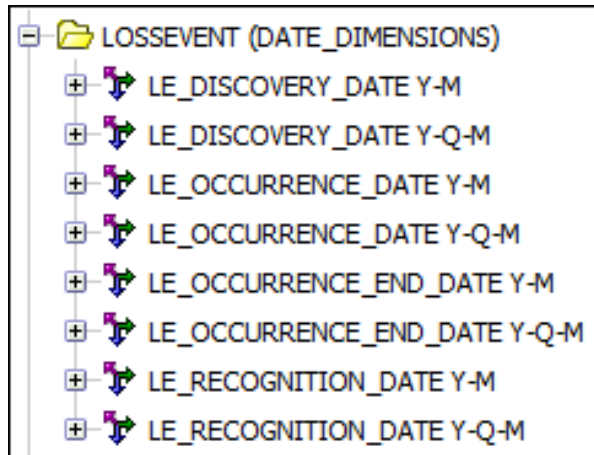 LOSSEVENT (DATE_DIMENSIONS)
LE_DISCOVERY_DATE Y-M
LE_DISCOVERY_DATE Y-Q-M
LE_OCCURRENCE_DATE Y-M
LE_OCCURRENCE_DATE Y-Q-M
LE_OCCURRENCE_END_DATE Y-M
LE_OCCURRENCE_END_DATE Y-Q-M
LE_RECOGNITION_DATE Y-M
LE_RECOGNITION_DATE Y-Q-M